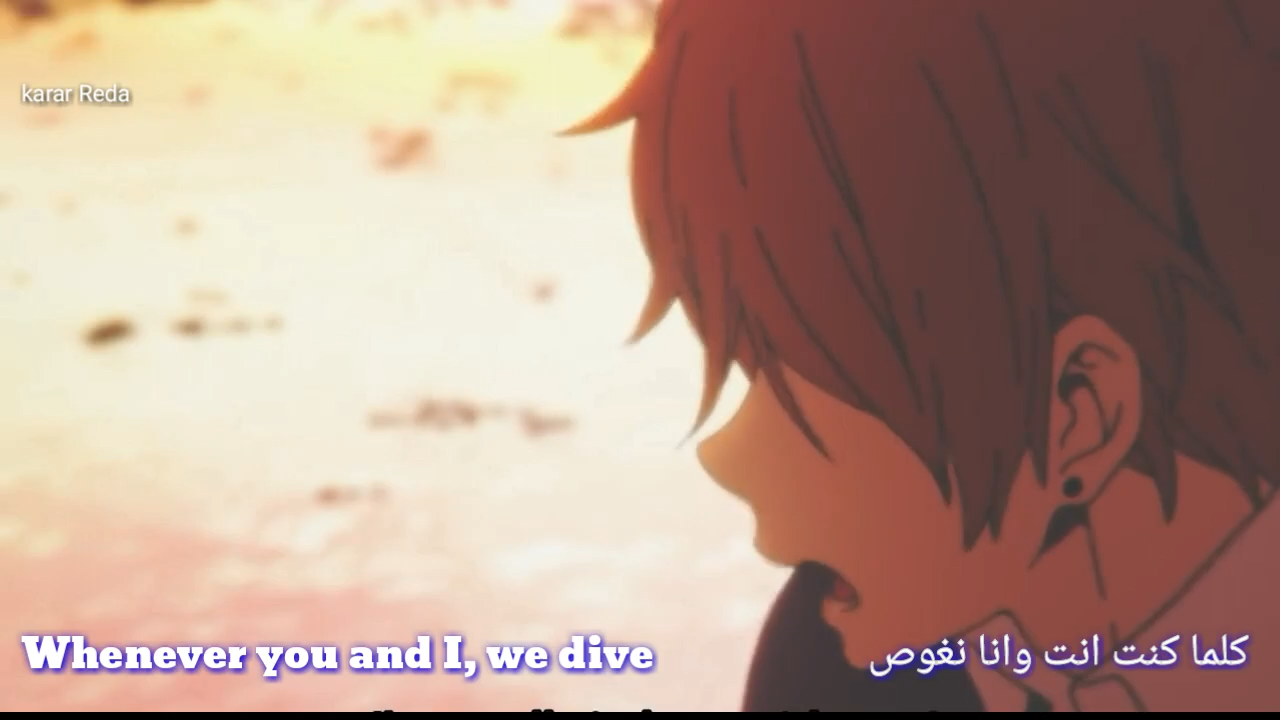 karar Reda
Whenever you and I, we dive
كلما كنت انت وانا نغوص